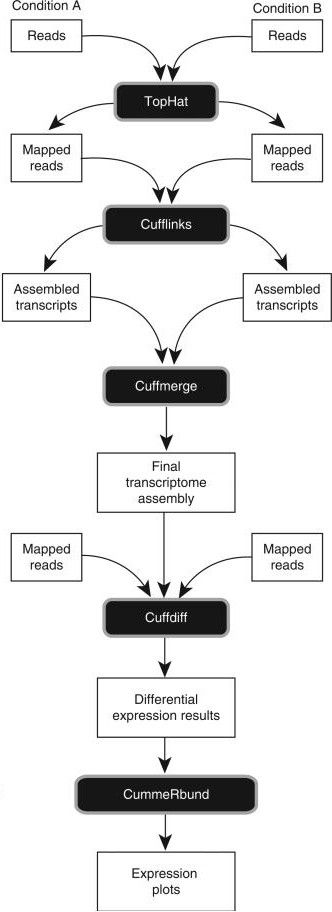 Condition A
Condition B
Reads
Reads
TopHat
Mapped
reads
Mapped
reads
Cufflinks
Assembled
transcripts
Assembled
transcripts
Cuffmerge
Final
transcriptome
assembly
Mapped
reads
Mapped
reads
Cuffdiff
Differential
expression results
CummeRbund
Expression
plots